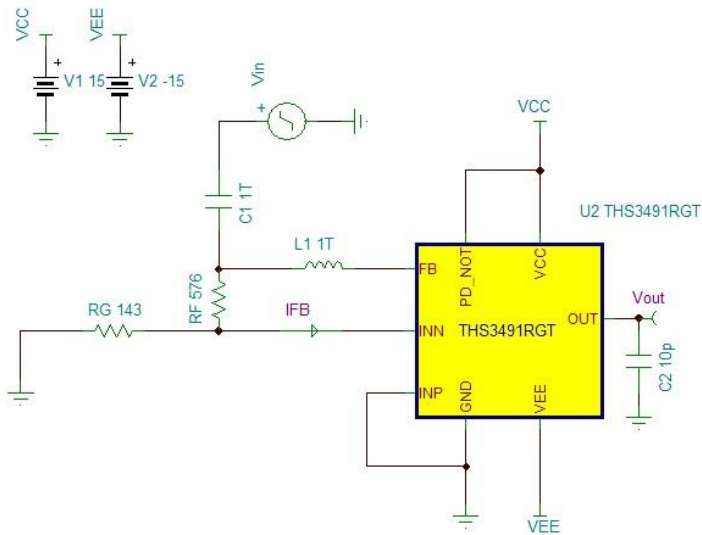 VCC
VEE
V1 15
V2 -15
Vin
+
+
+
VCC
C1 1T
U2 THS3491RGT
L1 1T
FB
PD_NOT
VCC
RF 576
RG 143
IFB
INN
THS3491RGT
OUT
Vout
INP
GND
VEE
C2 10p
VEE